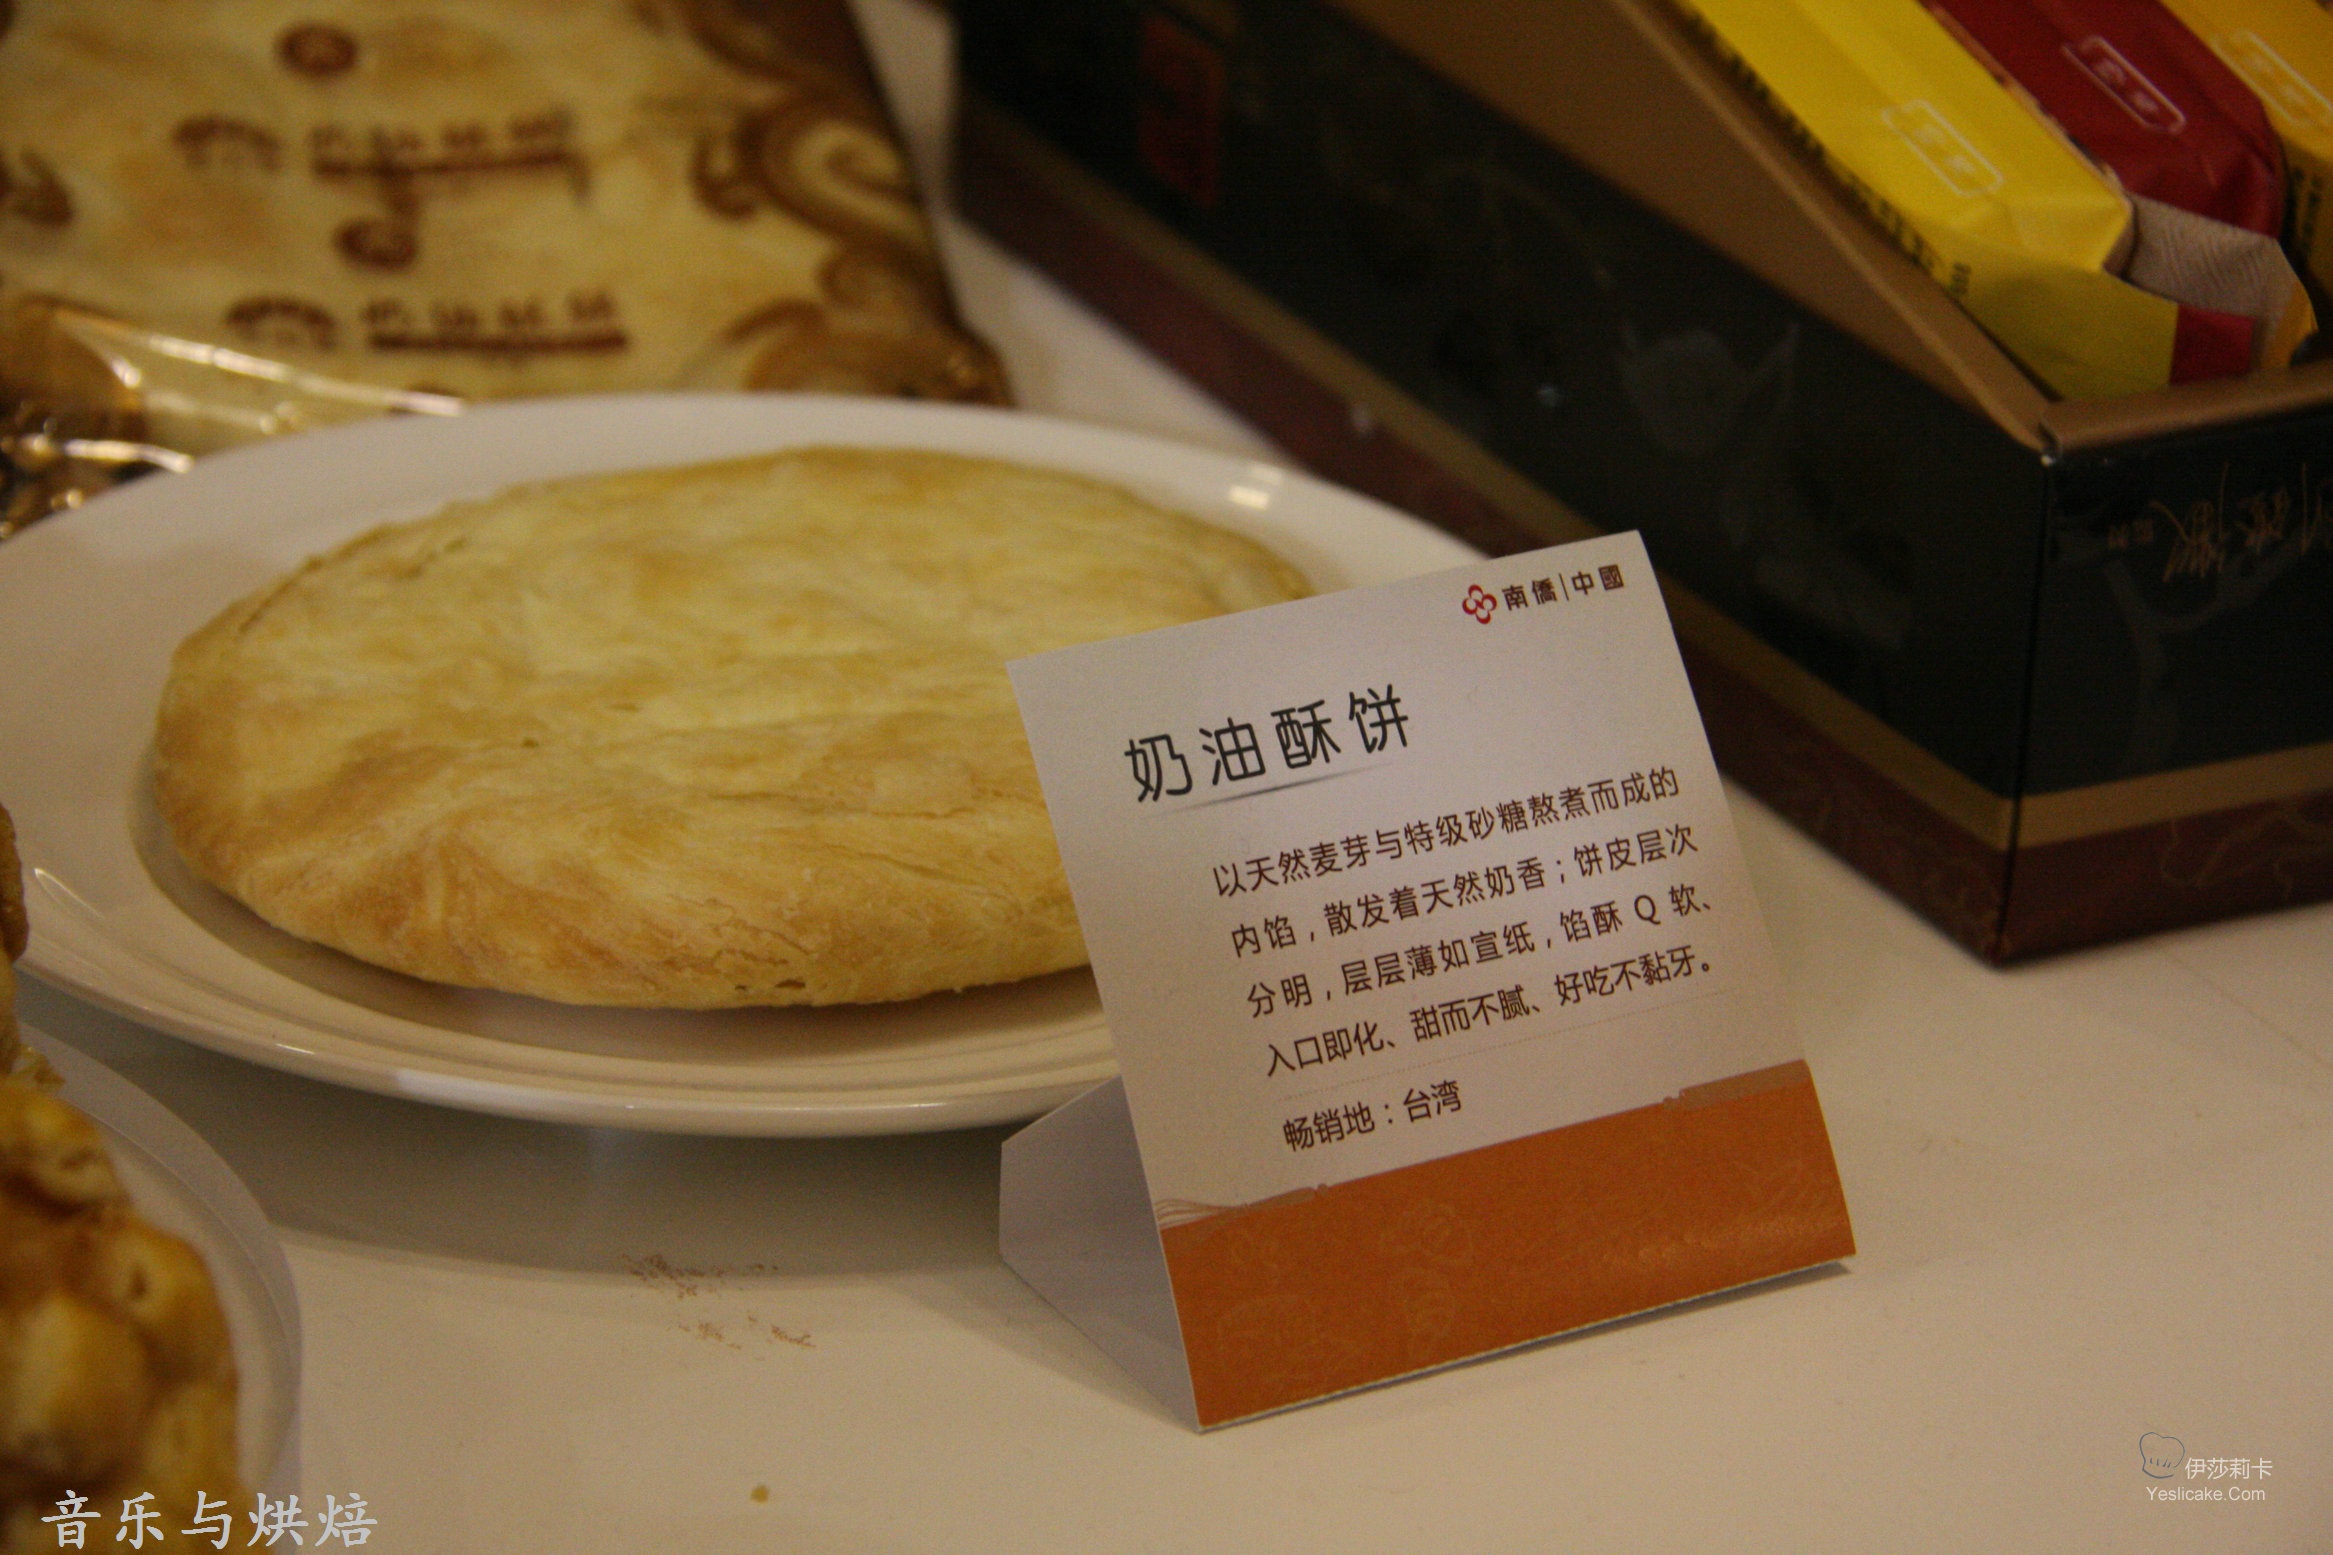 南僑|中國
奶油酥饼
以天然麦芽与特级砂糖熬煮而成的
内馅，散发着天然奶香；饼皮层次
分明，层层薄如宣纸，馅酥 Q 软、
入口即化、甜而不腻、好吃不黏牙。
畅销地：台湾
伊莎莉卡
Yeslicake.Com
音乐与烘焙